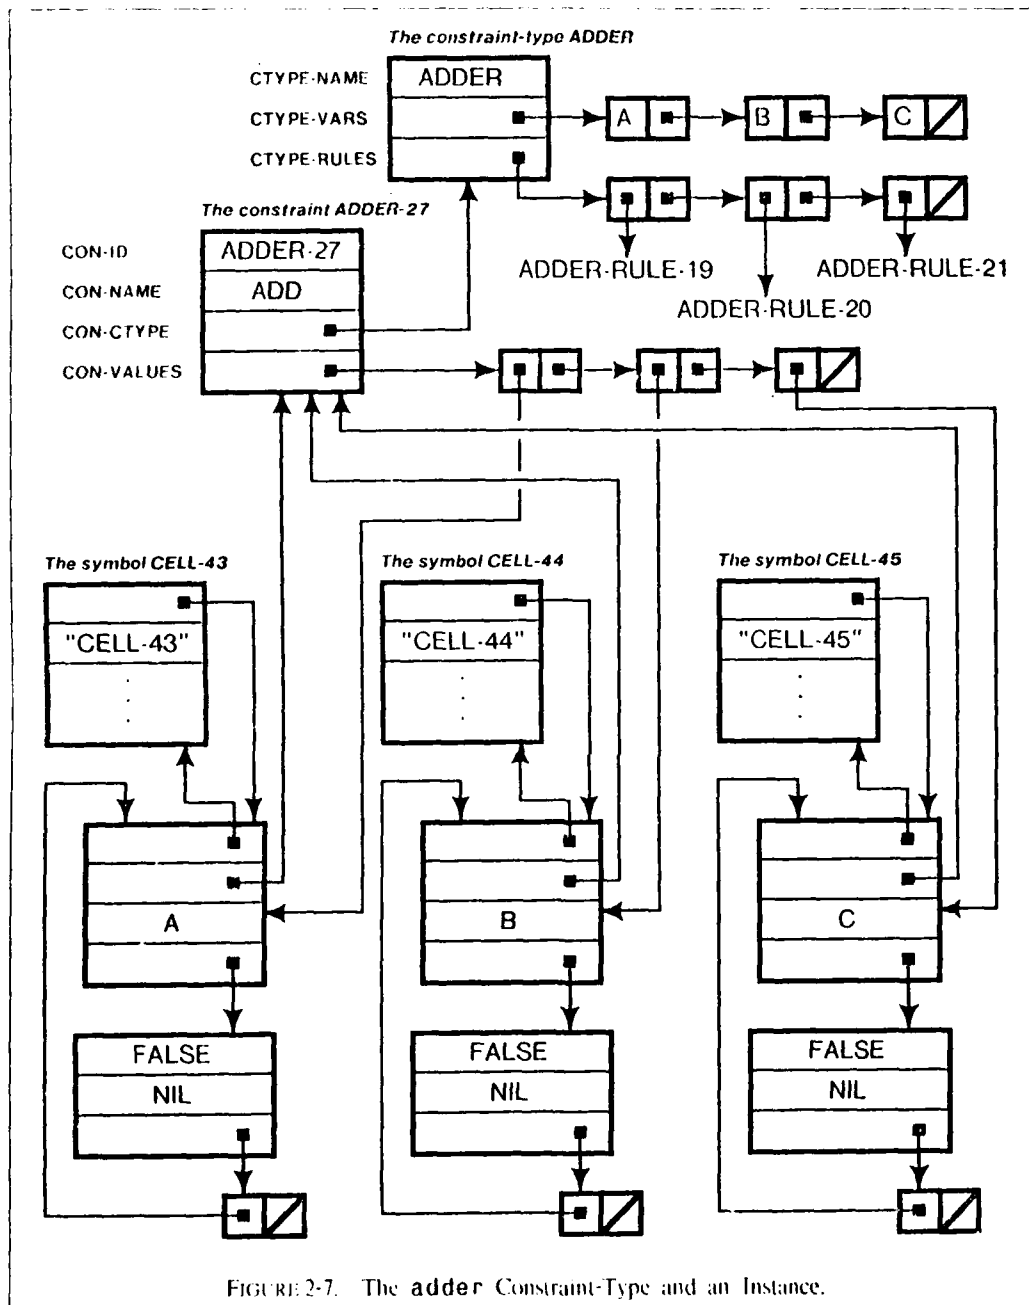 The constraint-type ADDER
CTYPE-NAME ADDER
CTYPE-VARS A B C
CTYPE-RULES
The constraint ADDER-27
CON-ID ADDER-27 ADDER-RULE-19 ADDER-RULE-21
CON-NAME ADD ADDER-RULE-20
CON-CTYPE
CON-VALUES
The symbol CELL-43 The symbol CELL-44 The symbol CELL-45
"CELL-43" "CELL-44" "CELL-45"
A B C
FALSE FALSE FALSE
NIL NIL NIL
FIGURE 2-7. The adder Constraint-Type and an Instance.